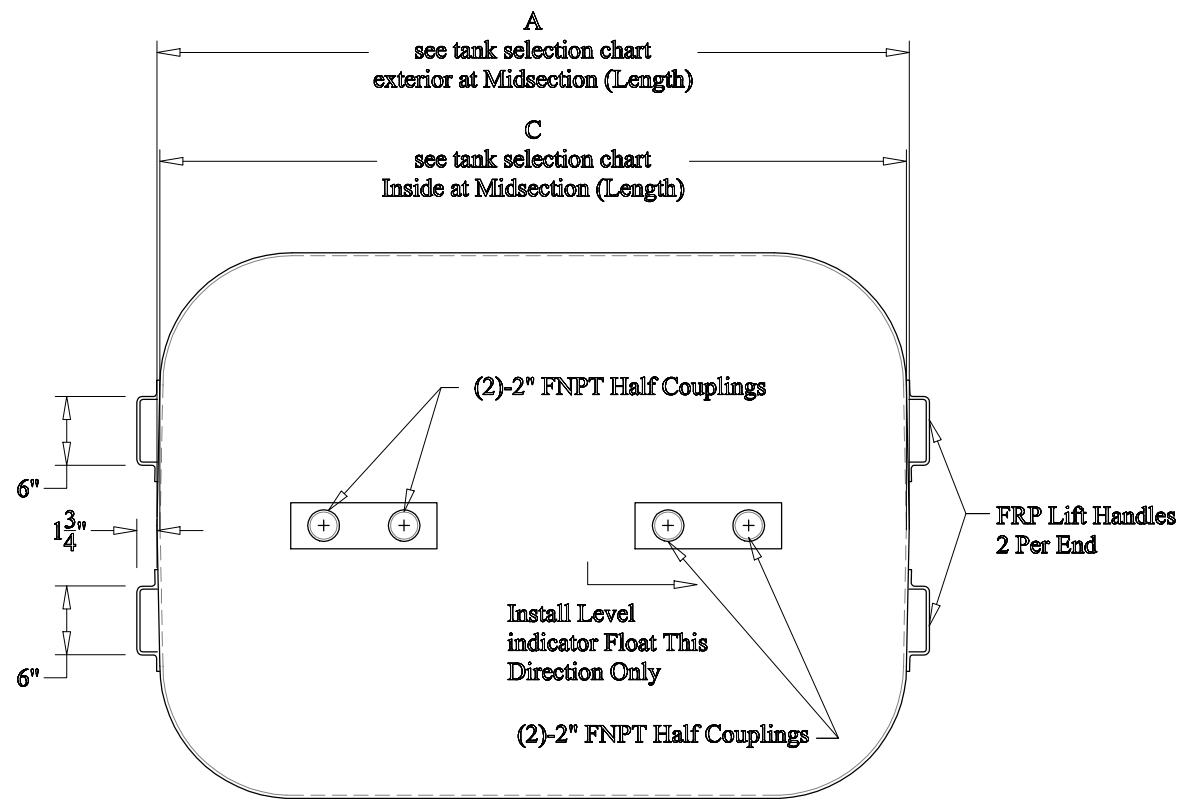 A
see tank selection chart
exterior at Midsection (Length)
C
see tank selection chart
Inside at Midsection (Length)
(2)-2" FNPT Half Couplings
6"
1 3/4"
FRP Lift Handles
2 Per End
Install Level
indicator Float This
Direction Only
6"
(2)-2" FNPT Half Couplings